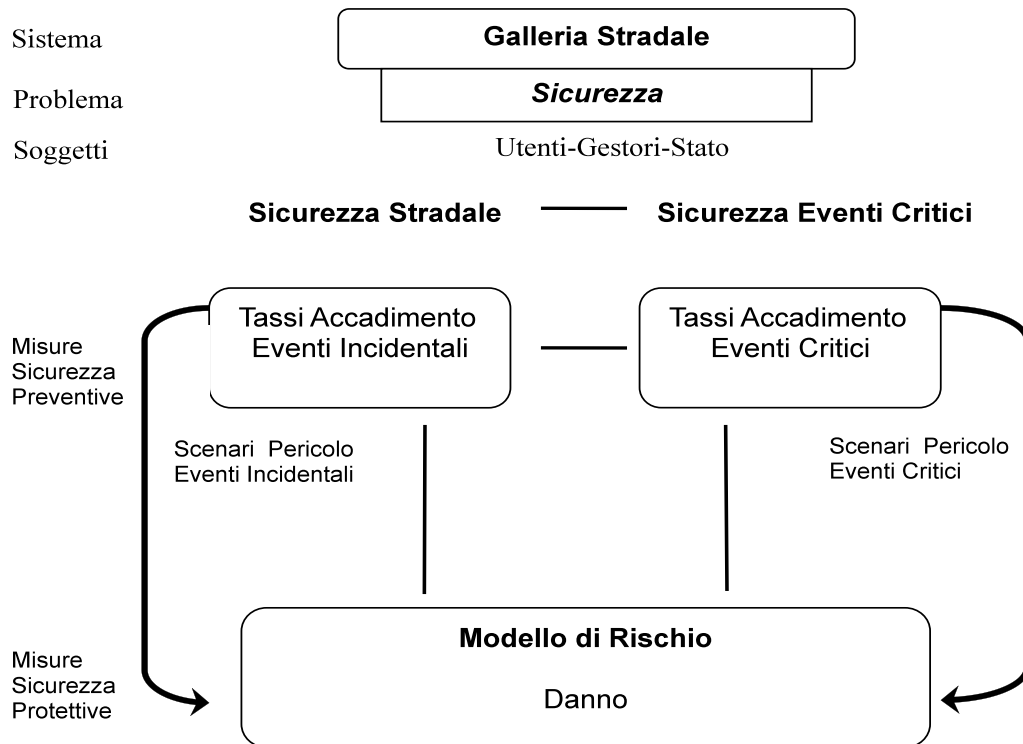 Sistema
Galleria Stradale
Problema
Sicurezza
Soggetti
Utenti-Gestori-Stato
Sicurezza Stradale
Sicurezza Eventi Critici
Tassi Accadimento
Eventi Incidentali
Tassi Accadimento
Eventi Critici
Misure
Sicurezza
Preventive
Scenari Pericolo
Eventi Incidentali
Scenari Pericolo
Eventi Critici
Modello di Rischio
Danno
Misure
Sicurezza
Protettive